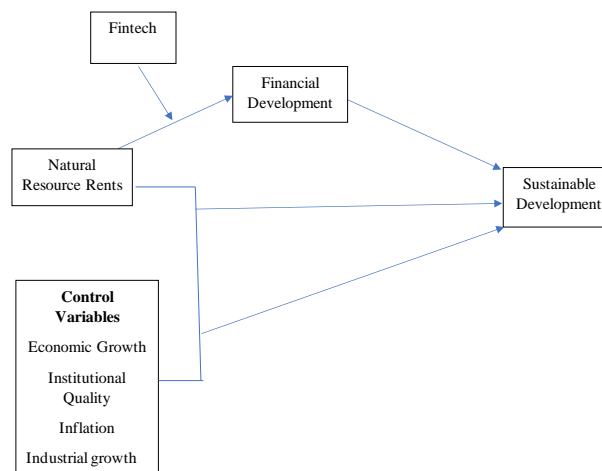 Fintech
Financial
Development
Natural
Resource Rents
Sustainable
Development
Control
Variables
Economic Growth
Institutional
Quality
Inflation
Industrial growth